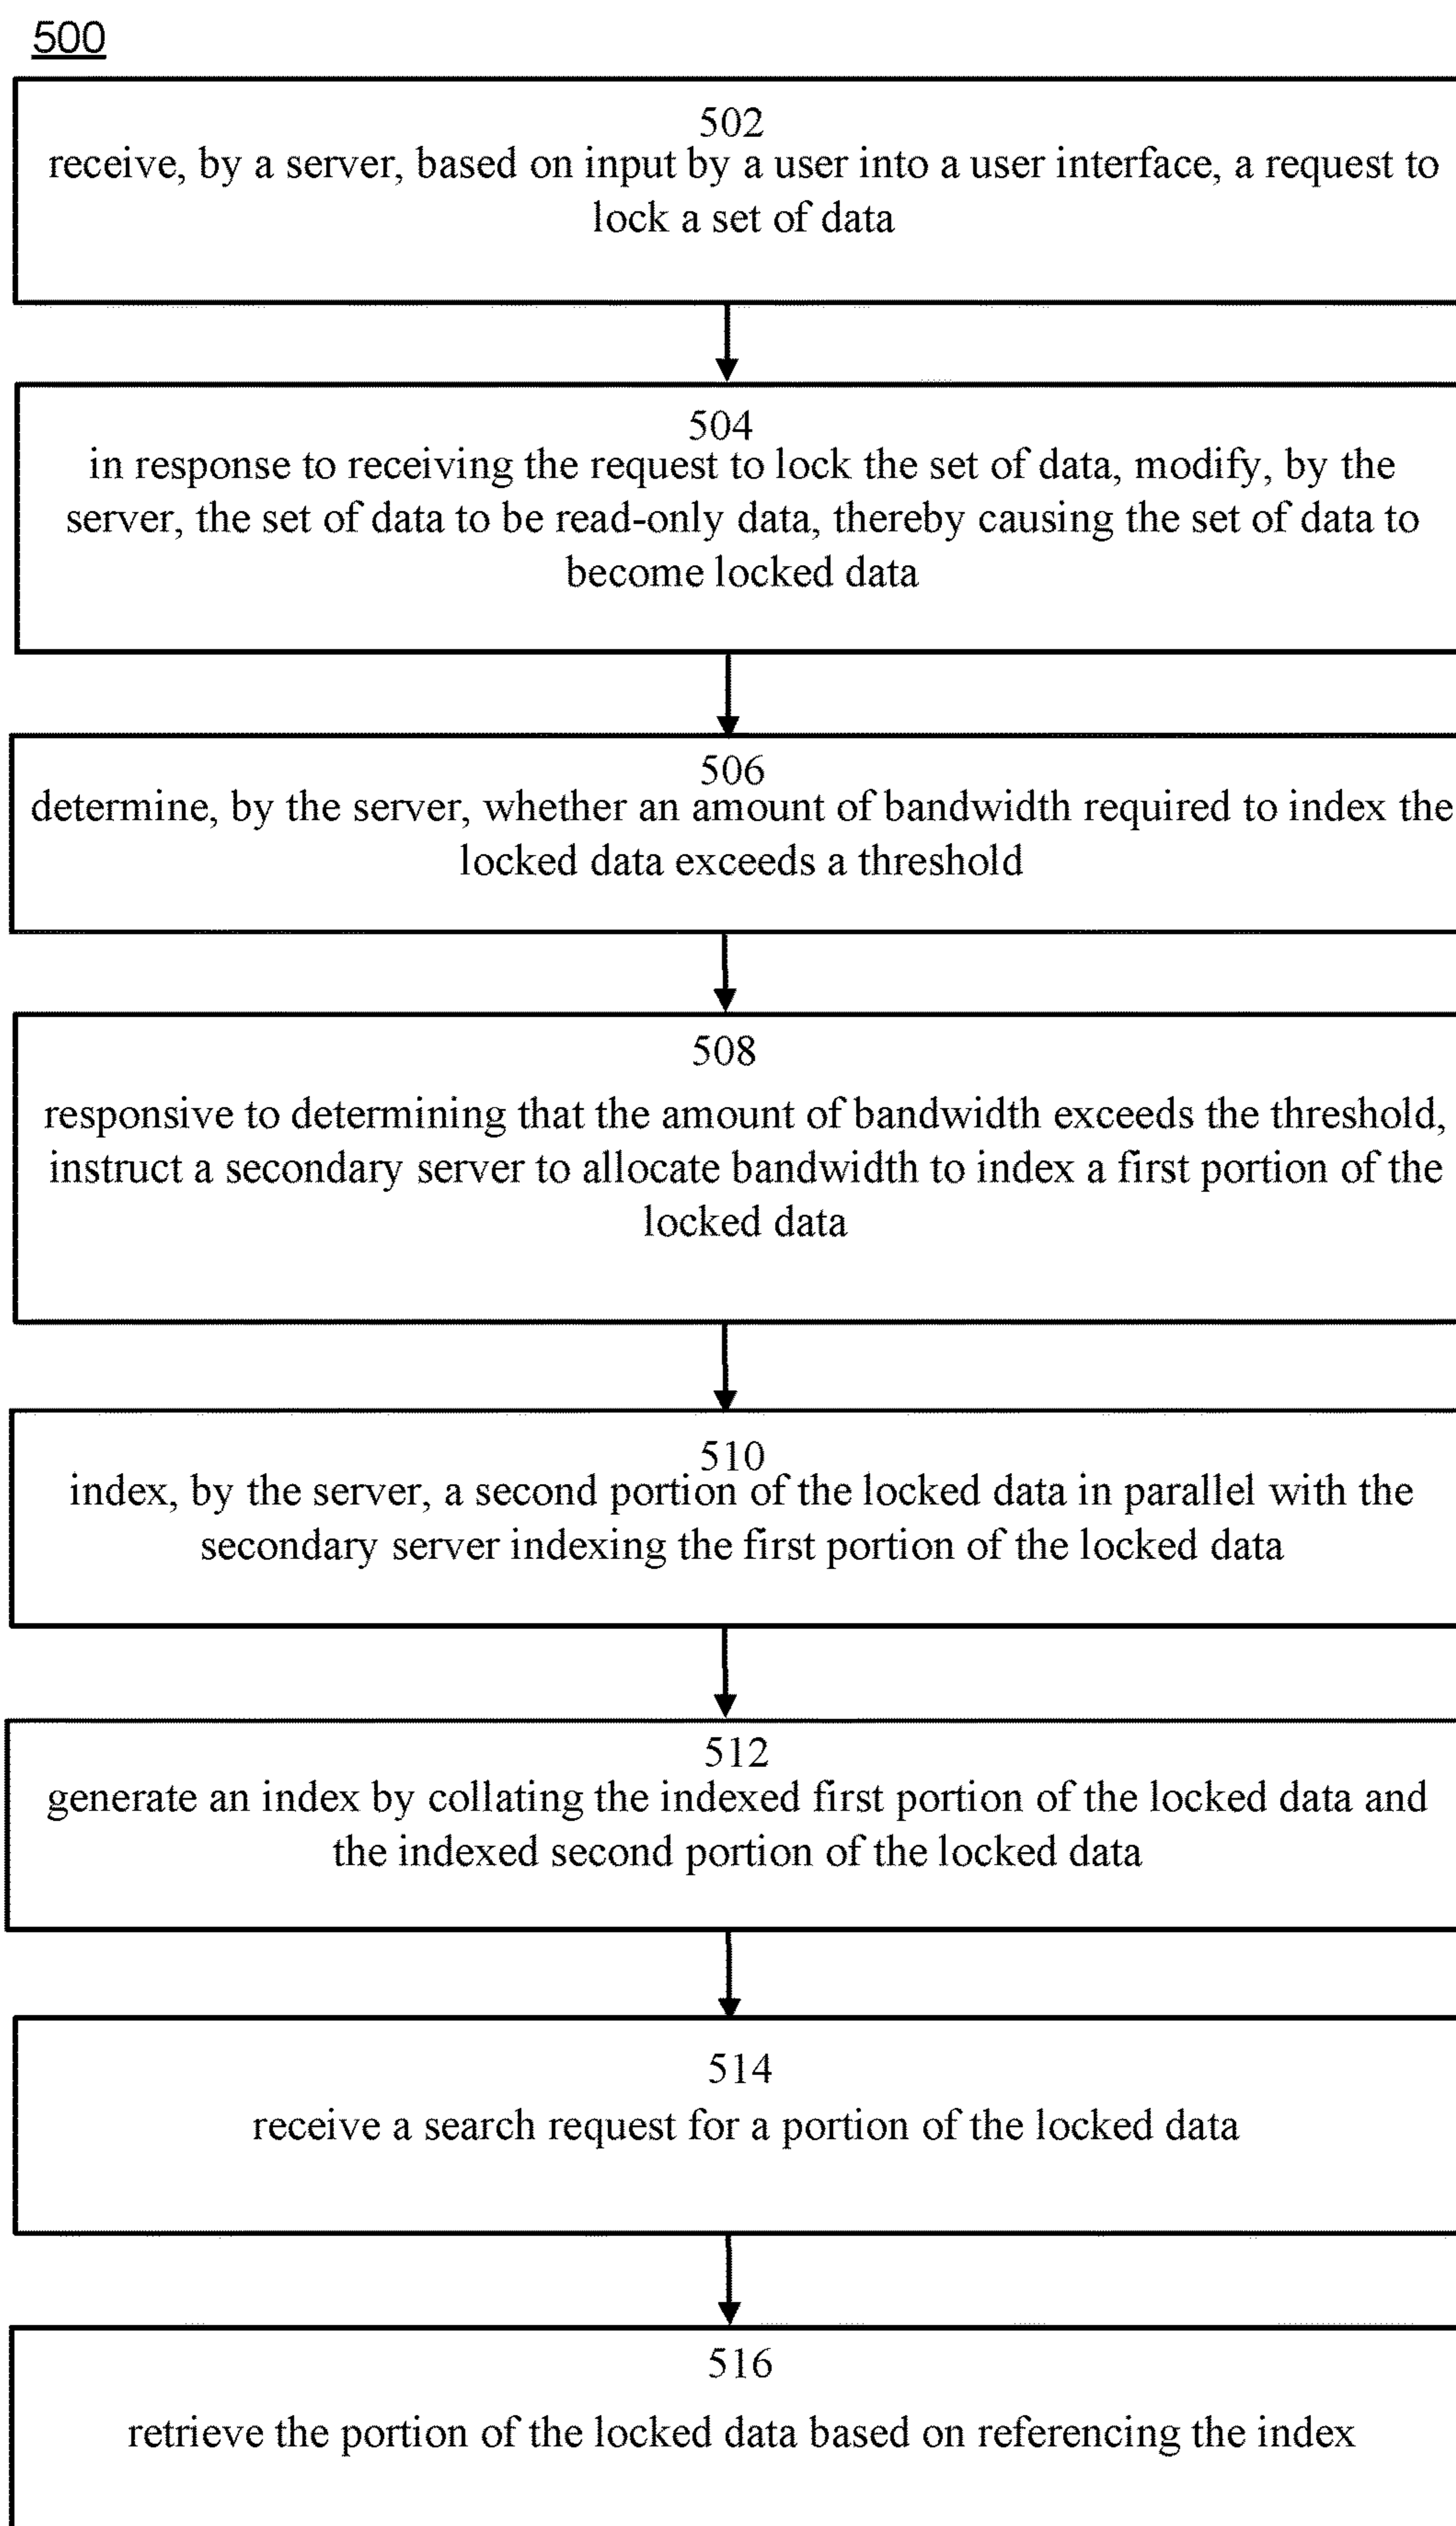 500
502
receive, by a server, based on input by a user into a user interface, a request to
lock a set of data
504
in response to receiving the request to lock the set of data, modify, by the
server, the set of data to be read-only data, thereby causing the set of data to
become locked data
506
determine, by the server, whether an amount of bandwidth required to index the
locked data exceeds a threshold
508
responsive to determining that the amount of bandwidth exceeds the threshold,
instruct a secondary server to allocate bandwidth to index a first portion of the
locked data
510
index, by the server, a second portion of the locked data in parallel with the
secondary server indexing the first portion of the locked data
512
generate an index by collating the indexed first portion of the locked data and
the indexed second portion of the locked data
514
receive a search request for a portion of the locked data
516
retrieve the portion of the locked data based on referencing the index